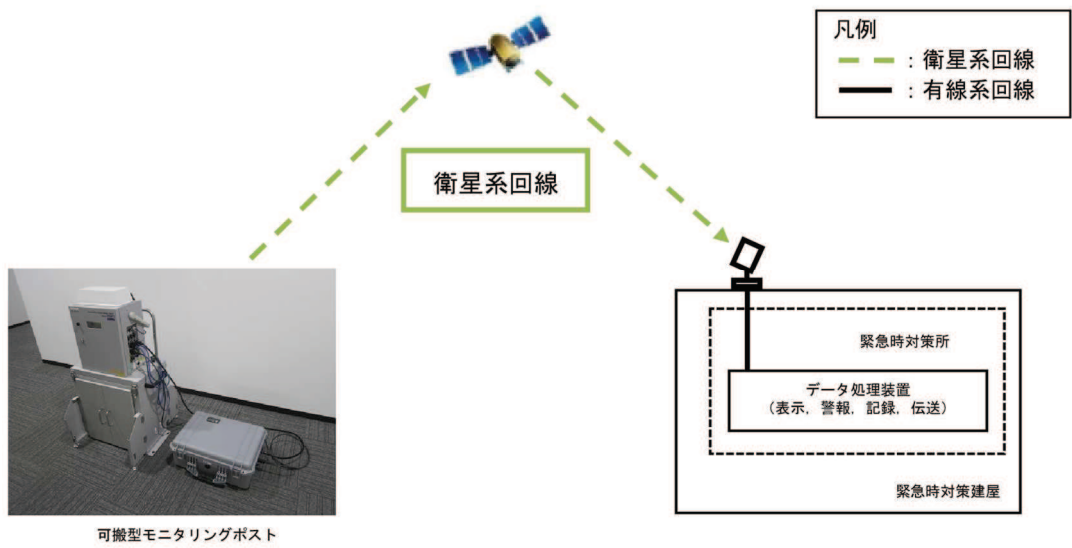 凡例
：衛星系回線
：有線系回線
衛星系回線
緊急時対策所
データ処理装置
（表示，警報，記録，伝送）
緊急時対策建屋
可搬型モニタリングポスト